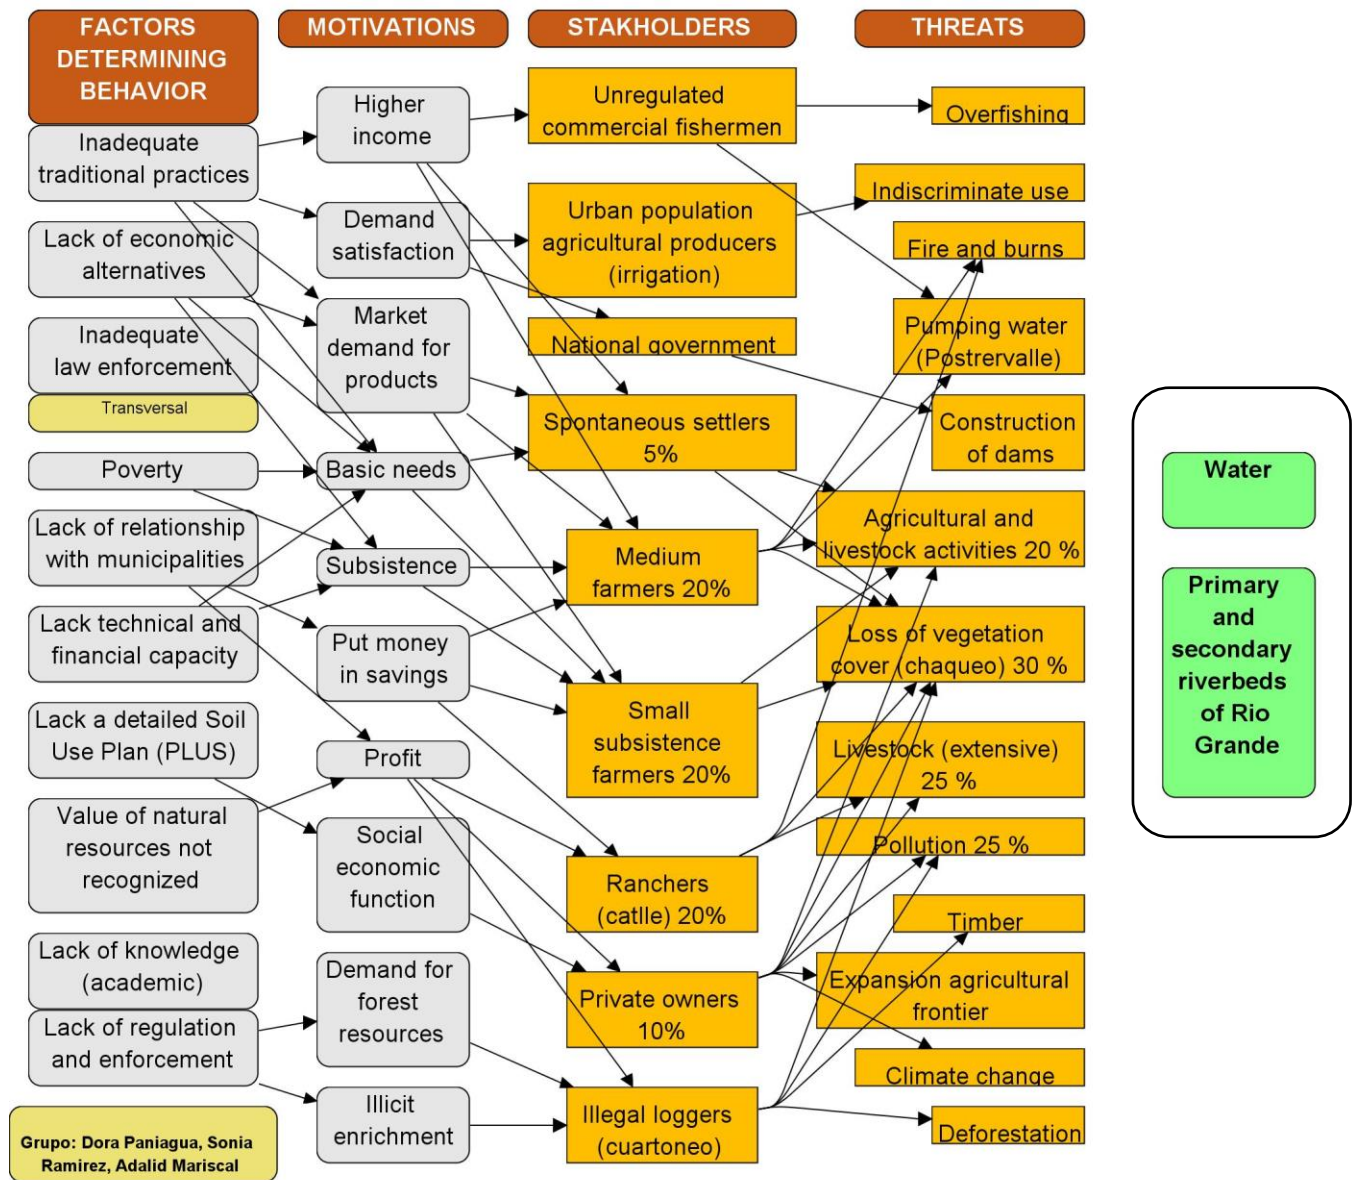 FACTORS
DETERMINING
BEHAVIOR
Inadequate
traditional practices
Lack of economic
alternatives
Inadequate
law enforcement
Transversal
Poverty
Lack of relationship
with municipalities
Lack technical and
financial capacity
Lack a detailed Soil
Use Plan (PLUS)
Value of natural
resources not
recognized
Lack of knowledge
(academic)
Lack of regulation
and enforcement
Grupo: Dora Paniagua, Sonia
Ramirez, Adalid Mariscal
MOTIVATIONS
Higher
income
Demand
satisfaction
Market
demand for
products
Basic needs
Subsistence
Put money
in savings
Profit
Social
economic
function
Demand for
forest
resources
Illicit
enrichment
STAKHOLDERS
Unregulated
commercial fishermen
Urban population
agricultural producers
(irrigation)
National government
Spontaneous settlers
5%
Medium
farmers 20%
Small
subsistence
farmers 20%
Ranchers
(catlle) 20%
Private owners
10%
Illegal loggers
(cuartoneo)
THREATS
Overfishing
Indiscriminate use
Fire and burns
Pumping water
(Postrervalle)
Construction
of dams
Agricultural and
livestock activities 20 %
Loss of vegetation
cover (chaqueo) 30 %
Livestock (extensive)
25 %
Pollution 25 %
Timber
Expansion agricultural
frontier
Climate change
Deforestation
Water
Primary
and
secondary
riverbeds
of Rio
Grande